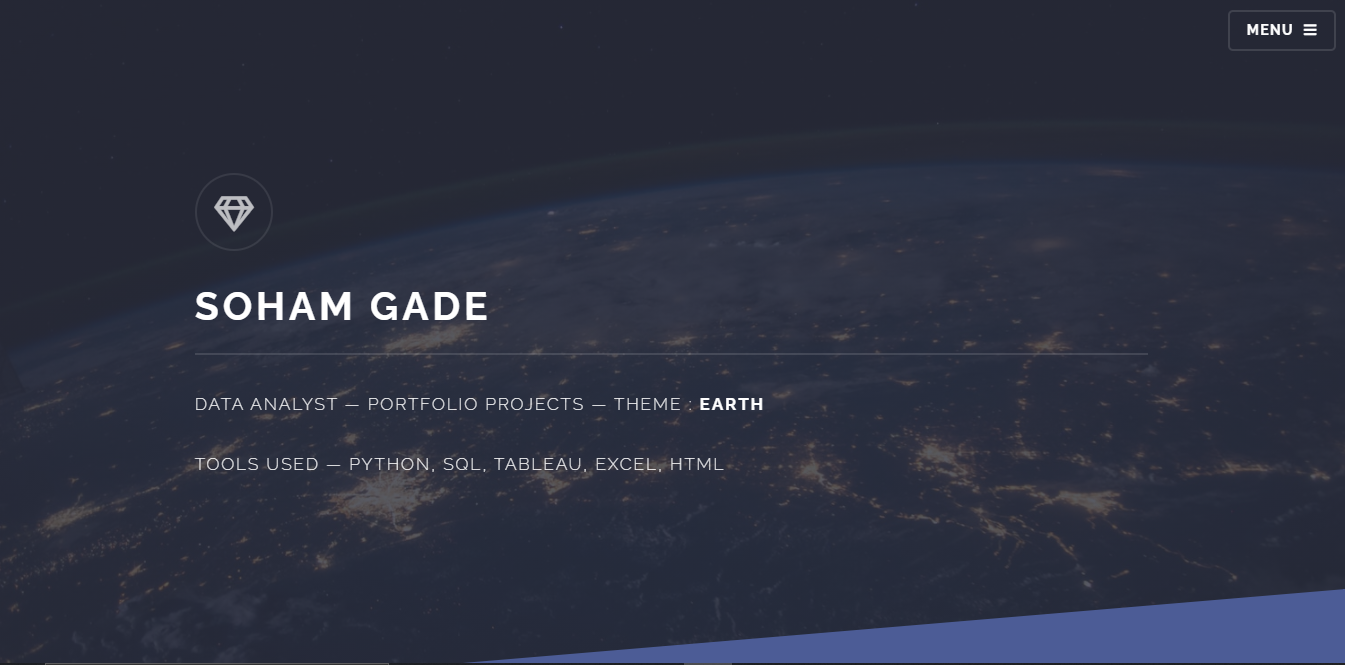 MENU
SOHAM GADE
DATA ANALYST — PORTFOLIO PROJECTS — THEME : EARTH
TOOLS USED — PYTHON, SQL, TABLEAU, EXCEL, HTML